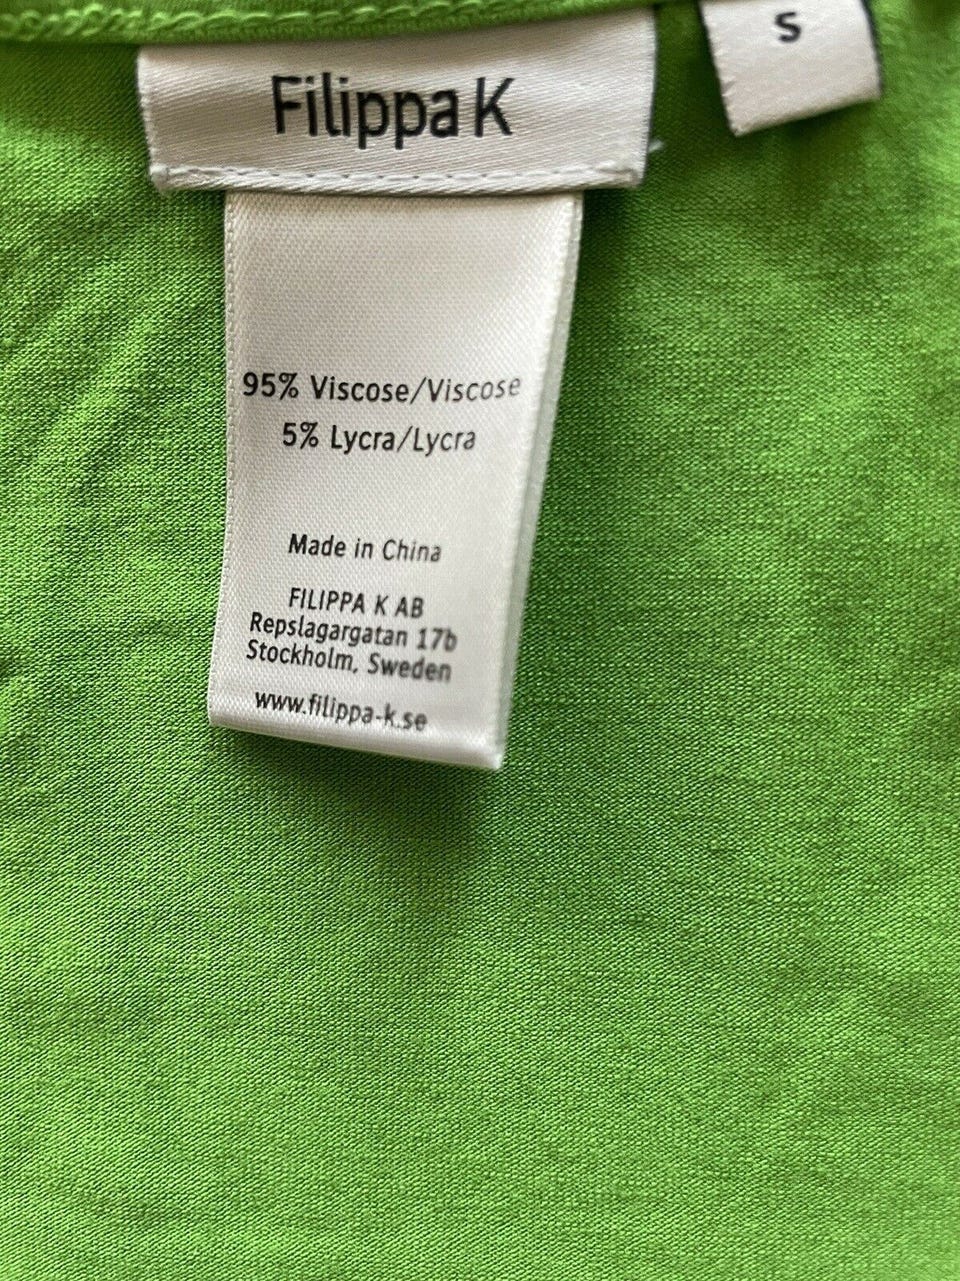 Filippa K
S
95% Viscose/Viscose
5% Lycra/Lycra
Made in China
FILIPPA K AB
Repslagargatan 17b
Stockholm, Sweden
www.filippa-k.se